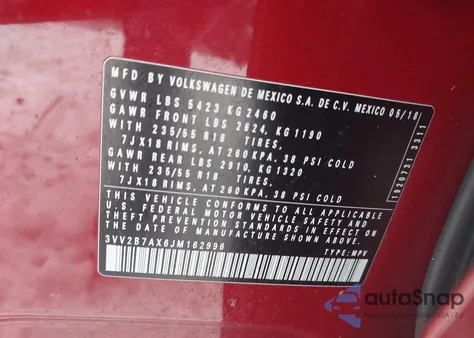 MFD BY VOLKSWAGEN DE MEXICO S.A. DE C.V. MEXICO 05/18
GVWR LBS 5423 KG 2460
GAWR FRONT LBS 2624, KG 1190
WITH 235/55 R18 TIRES,
7JX18 RIMS, AT 260 KPA, 38 PSI COLD
GAWR REAR LBS 2910, KG 1320
WITH 235/55 R18 TIRES,
7JX18 RIMS, AT 260 KPA, 38 PSI COLD
THIS VEHICLE CONFORMS TO ALL APPLICABLE
U.S. FEDERAL MOTOR VEHICLE SAFETY, BUMPER, AND
THEFT PREVENTION STANDARDS IN EFFECT ON THE
DATE OF MANUFACTURE SHOWN ABOVE.
3VV2B7AX6JM162996
TYPE: MPV
1920731 3311
autoSnap